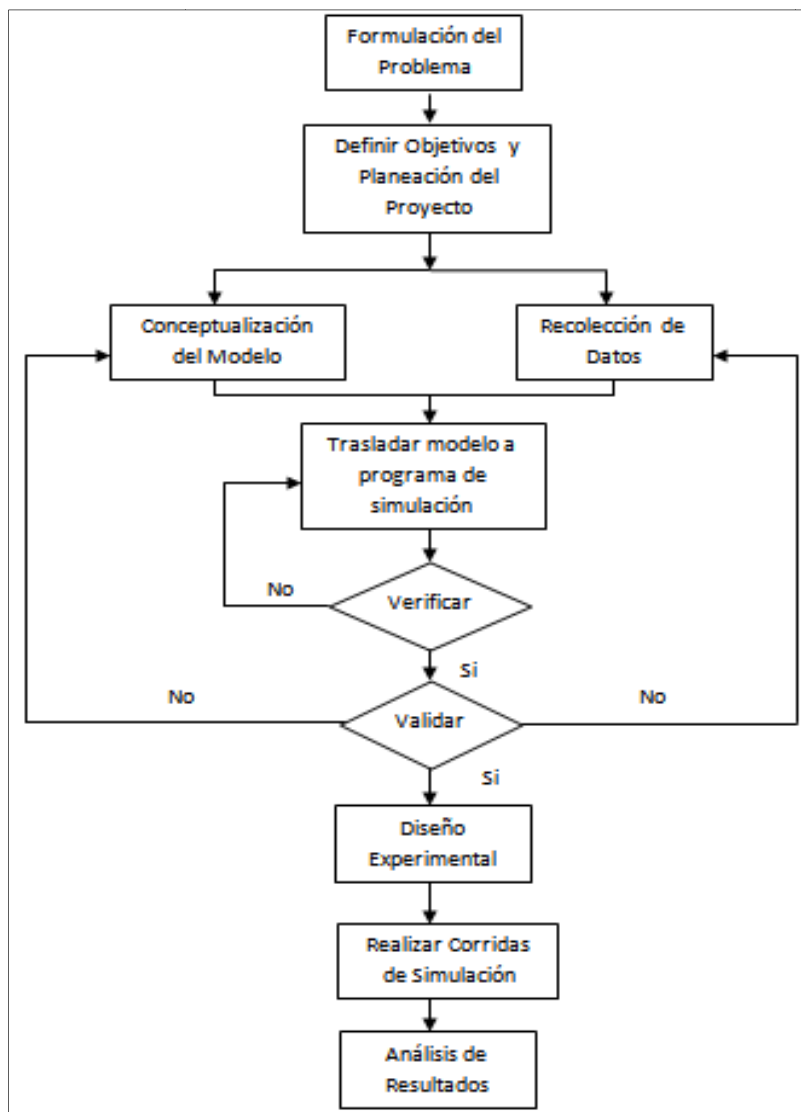 Formulación del
Problema
Definir Objetivos y
Planeación del
Proyecto
Conceptualización
del Modelo
Recolección de
Datos
Trasladar modelo a
programa de
simulación
No
Verificar
Si
No
Validar
No
Si
Diseño
Experimental
Realizar Corridas
de Simulación
Análisis de
Resultados